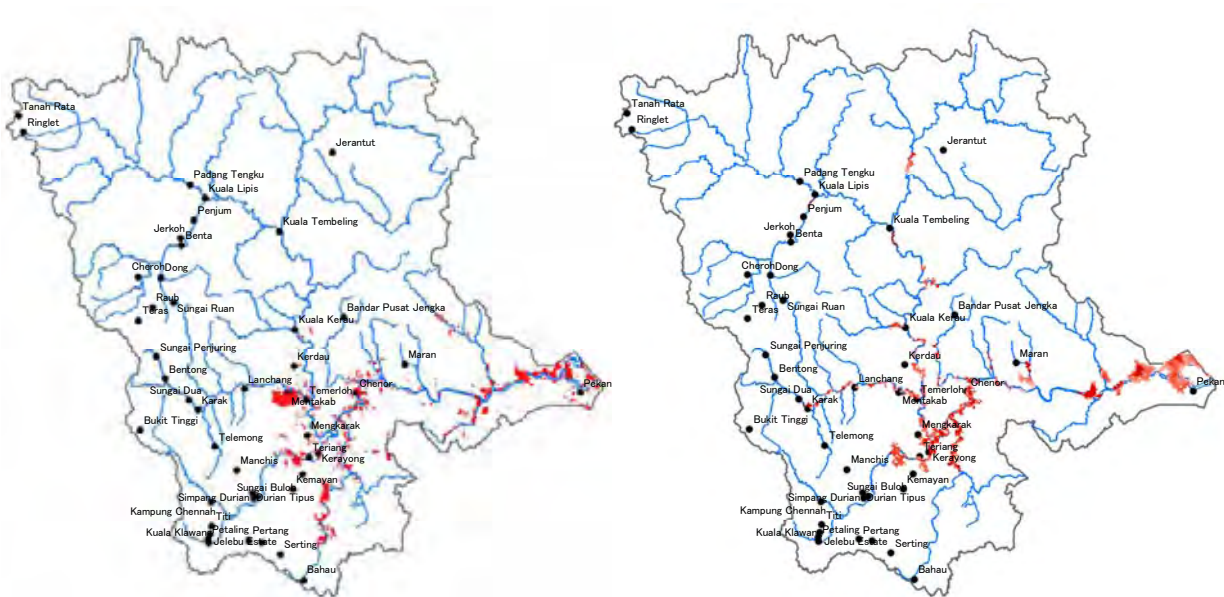 Tanah Rata
Ringlet
Jerantut
Padang Tengku
Kuala Lipis
Penjum
Jerkoh
Benta
Kuala Tembeling
Cheroh
Dong
Raub
Teras
Sungai Ruan
Bandar Pusat Jengka
Kuala Kerau
Sungai Penjuring
Kerdau
Maran
Bentong
Lanchang
Chenor
Pekan
Sungai Dua
Temerloh
Mentakab
Karak
Bukit Tinggi
Mengkarak
Telemong
Teriang
Kerayong
Manchis
Kemayan
Sungai Buloh
Simpang Durian
Durian Tipus
Kampung Chennah
Titi
Kuala Klawang
Petaling
Pertang
Jelebu Estate
Serting
Bahau
Tanah Rata
Ringlet
Jerantut
Padang Tengku
Kuala Lipis
Penjum
Jerkoh
Benta
Kuala Tembeling
Cheroh
Dong
Raub
Teras
Sungai Ruan
Bandar Pusat Jengka
Kuala Kerau
Sungai Penjuring
Kerdau
Maran
Bentong
Lanchang
Chenor
Pekan
Sungai Dua
Temerloh
Mentakab
Karak
Bukit Tinggi
Mengkarak
Telemong
Teriang
Kerayong
Manchis
Kemayan
Sungai Buloh
Simpang Durian
Durian Tipus
Kampung Chennah
Titi
Kuala Klawang
Petaling
Pertang
Jelebu Estate
Serting
Bahau